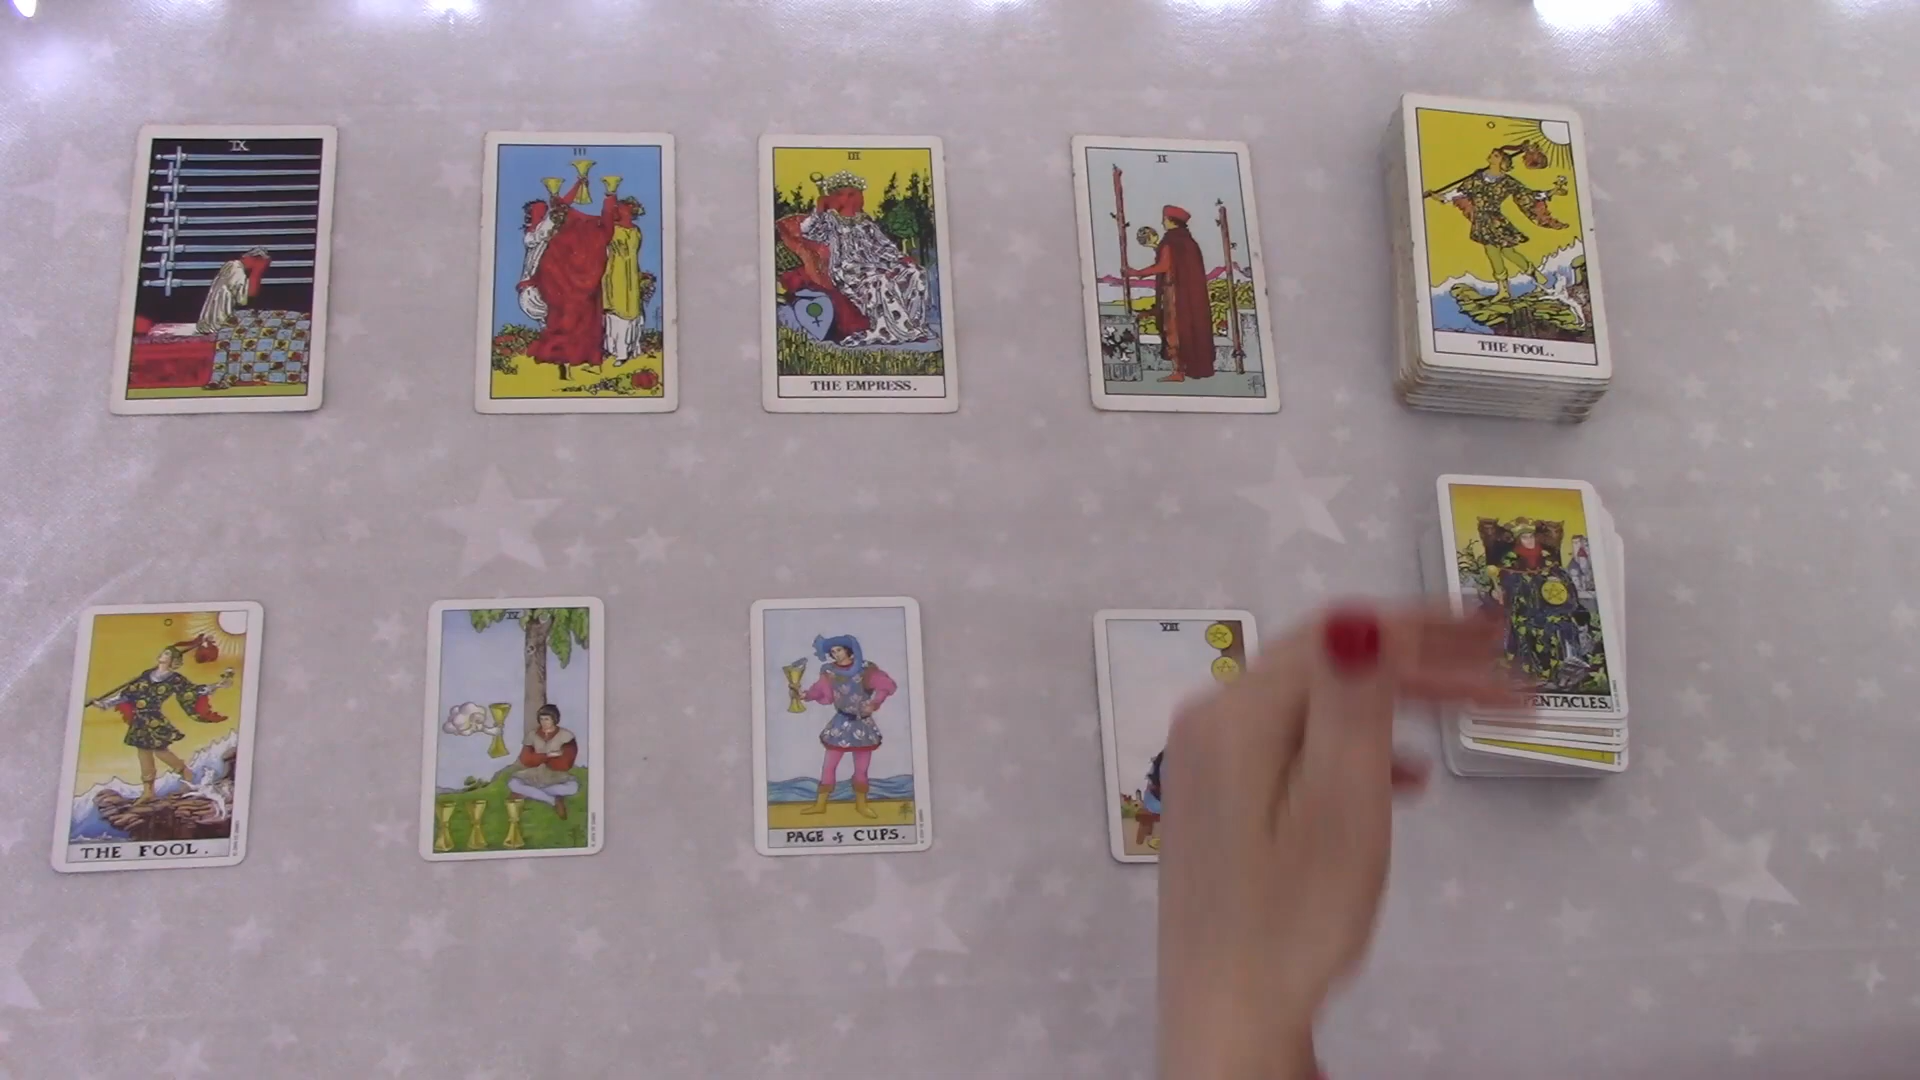 IX
III
III
THE EMPRESS.
II
THE FOOL.
THE FOOL.
IV
PAGE of CUPS.
VIII
PENTACLES.